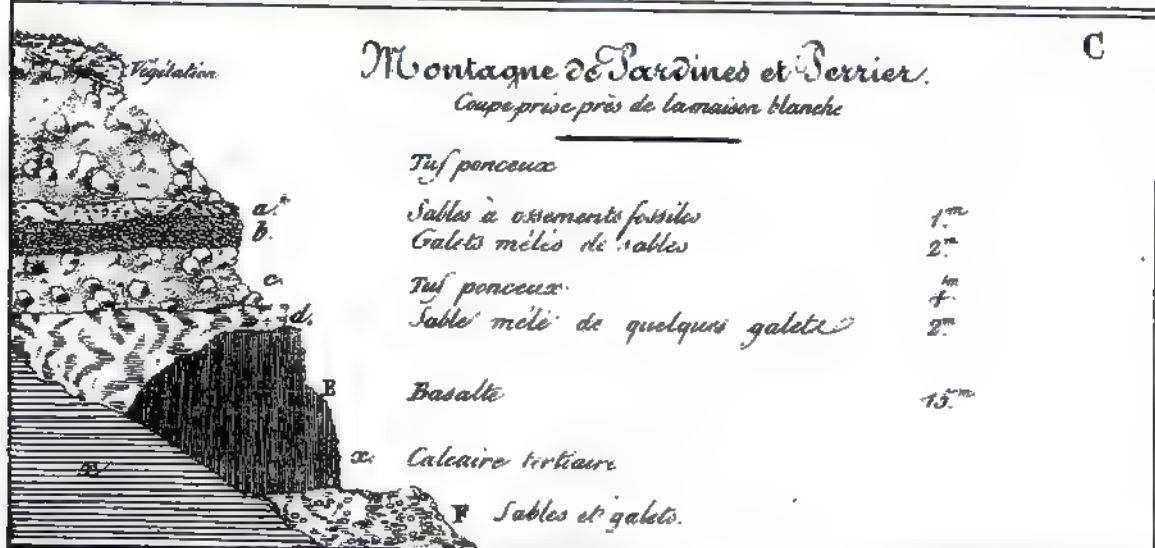 C
Montagne de Pardines et Perrier.
Coupe prise près de la maison blanche
Végétation
Tuf ponceux
a. Sables à ossements fossiles 1.m
b. Galets mêlés de sables 2.m
c. Tuf ponceux. m
d. Sable mêlé de quelques galets 2.m
E Basalte 15.m
x. Calcaire tertiaire
x
F Sables et galets.